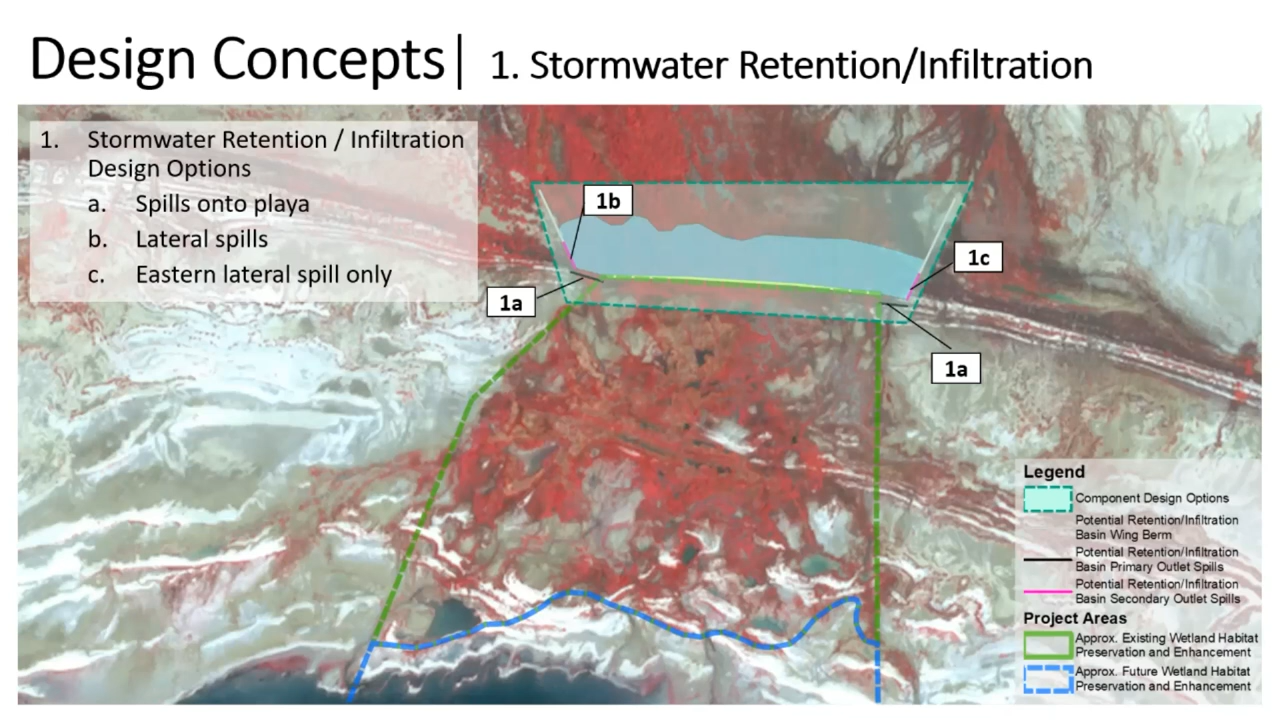 Design Concepts| 1. Stormwater Retention/Infiltration
1. Stormwater Retention / Infiltration
Design Options
a. Spills onto playa
b. Lateral spills
c. Eastern lateral spill only
1b
1c
1a
1a
Legend
Component Design Options
Potential Retention/Infiltration
Basin Wing Berm
Potential Retention/Infiltration
Basin Primary Outlet Spills
Potential Retention/Infiltration
Basin Secondary Outlet Spills
Project Areas
Approx. Existing Wetland Habitat
Preservation and Enhancement
Approx. Future Wetland Habitat
Preservation and Enhancement